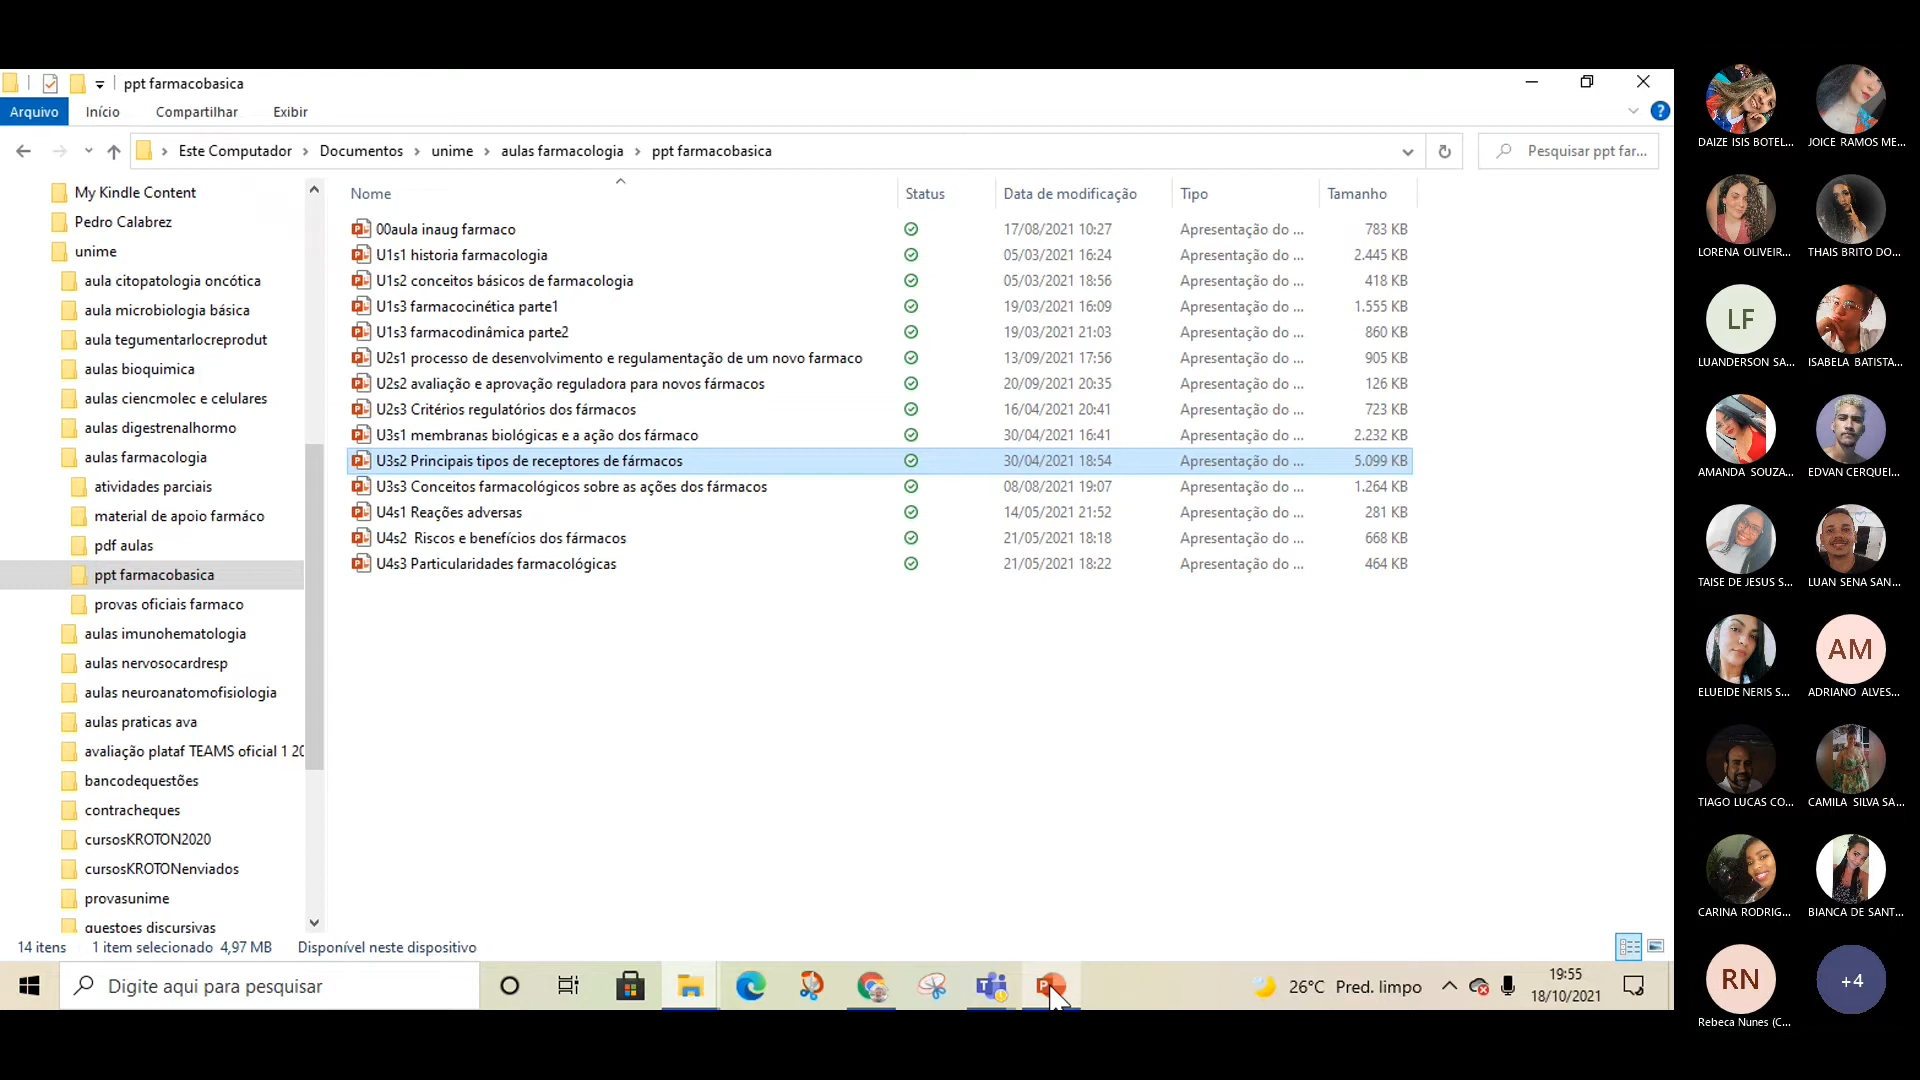 ppt farmacobasica
Arquivo Início Compartilhar Exibir
Este Computador > Documentos > unime > aulas farmacologia > ppt farmacobasica
Pesquisar ppt far...
My Kindle Content
Pedro Calabrez
unime
aula citopatologia oncótica
aula microbiologia básica
aula tegumentarlocreprodut
aulas bioquimica
aulas ciencmolec e celulares
aulas digestrenalhormo
aulas farmacologia
atividades parciais
material de apoio farmáco
pdf aulas
ppt farmacobasica
provas oficiais farmaco
aulas imunohematologia
aulas nervosocardresp
aulas neuroanatomofisiologia
aulas praticas ava
avaliação plataf TEAMS oficial 1 20
bancodequestões
contracheques
cursosKROTON2020
cursosKROTONenviados
provasunime
questoes discursivas
Nome Status Data de modificação Tipo Tamanho
00aula inaug farmaco 17/08/2021 10:27 Apresentação do ... 783 KB
U1s1 historia farmacologia 05/03/2021 16:24 Apresentação do ... 2.445 KB
U1s2 conceitos básicos de farmacologia 05/03/2021 18:56 Apresentação do ... 418 KB
U1s3 farmacocinética parte1 19/03/2021 16:09 Apresentação do ... 1.555 KB
U1s3 farmacodinâmica parte2 19/03/2021 21:03 Apresentação do ... 860 KB
U2s1 processo de desenvolvimento e regulamentação de um novo farmaco 13/09/2021 17:56 Apresentação do ... 905 KB
U2s2 avaliação e aprovação reguladora para novos fármacos 20/09/2021 20:35 Apresentação do ... 126 KB
U2s3 Critérios regulatórios dos fármacos 16/04/2021 20:41 Apresentação do ... 723 KB
U3s1 membranas biológicas e a ação dos fármaco 30/04/2021 16:41 Apresentação do ... 2.232 KB
U3s2 Principais tipos de receptores de fármacos 30/04/2021 18:54 Apresentação do ... 5.099 KB
U3s3 Conceitos farmacológicos sobre as ações dos fármacos 08/08/2021 19:07 Apresentação do ... 1.264 KB
U4s1 Reações adversas 14/05/2021 21:52 Apresentação do ... 281 KB
U4s2 Riscos e benefícios dos fármacos 21/05/2021 18:18 Apresentação do ... 668 KB
U4s3 Particularidades farmacológicas 21/05/2021 18:22 Apresentação do ... 464 KB
14 itens 1 item selecionado 4,97 MB Disponível neste dispositivo
Digite aqui para pesquisar
26°C Pred. limpo
19:55
18/10/2021
DAIZE ISIS BOTEL... JOICE RAMOS ME...
LORENA OLIVEIR... THAIS BRITO DO...
LF
LUANDERSON SA... ISABELA BATISTA...
AMANDA SOUZA... EDVAN CERQUEI...
TAISE DE JESUS S... LUAN SENA SAN...
AM
ELUEIDE NERIS S... ADRIANO ALVES...
TIAGO LUCAS CO... CAMILA SILVA SA...
CARINA RODRIG... BIANCA DE SANT...
RN +4
Rebeca Nunes (C...